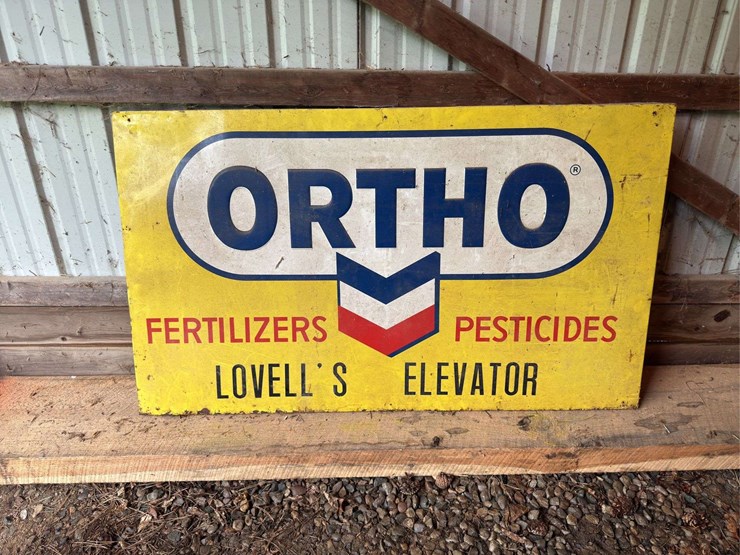 ORTHO®
FERTILIZERS PESTICIDES
LOVELL'S ELEVATOR